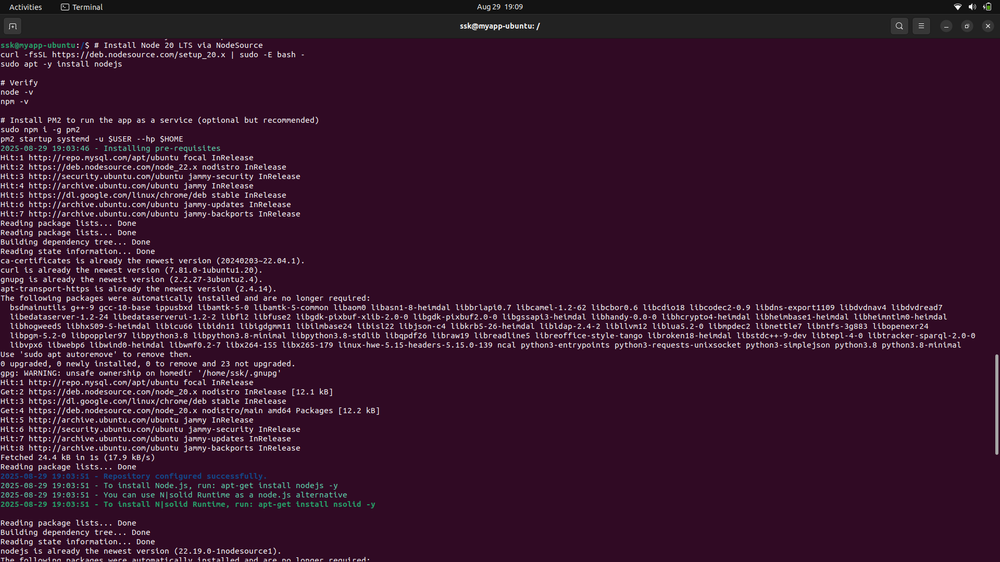 Activities Terminal Aug 29 19:09
ssk@myapp-ubuntu: /
ssk@myapp-ubuntu:/$ # Install Node 20 LTS via NodeSource
curl -fsSL https://deb.nodesource.com/setup_20.x | sudo -E bash -
sudo apt -y install nodejs

# Verify
node -v
npm -v

# Install PM2 to run the app as a service (optional but recommended)
sudo npm i -g pm2
pm2 startup systemd -u $USER --hp $HOME
2025-08-29 19:03:46 - Installing pre-requisites
Hit:1 http://repo.mysql.com/apt/ubuntu focal InRelease
Hit:2 https://deb.nodesource.com/node_22.x nodistro InRelease
Hit:3 http://security.ubuntu.com/ubuntu jammy-security InRelease
Hit:4 http://archive.ubuntu.com/ubuntu jammy InRelease
Hit:5 https://dl.google.com/linux/chrome/deb stable InRelease
Hit:6 http://archive.ubuntu.com/ubuntu jammy-updates InRelease
Hit:7 http://archive.ubuntu.com/ubuntu jammy-backports InRelease
Reading package lists... Done
Reading package lists... Done
Building dependency tree... Done
Reading state information... Done
ca-certificates is already the newest version (20240203~22.04.1).
curl is already the newest version (7.81.0-1ubuntu1.20).
gnupg is already the newest version (2.2.27-3ubuntu2.4).
apt-transport-https is already the newest version (2.4.14).
The following packages were automatically installed and are no longer required:
  bsdmainutils g++-9 gcc-10-base ippusbxd libamtk-5-0 libamtk-5-common libaom0 libasn1-8-heimdal libbrlapi0.7 libcamel-1.2-62 libcbor0.6 libcdio18 libcodec2-0.9 libdns-export1109 libdvdnav4 libdvdread7
  libedataserver-1.2-24 libedataserverui-1.2-2 libfl2 libfuse2 libgdk-pixbuf-xlib-2.0-0 libgdk-pixbuf2.0-0 libgssapi3-heimdal libhandy-0.0-0 libhcrypto4-heimdal libheimbase1-heimdal libheimntlm0-heimdal
  libhogweed5 libhx509-5-heimdal libicu66 libidn11 libigdgmm11 libilmbase24 libisl22 libjson-c4 libkrb5-26-heimdal libldap-2.4-2 libllvm12 liblua5.2-0 libmpdec2 libnettle7 libntfs-3g883 libopenexr24
  libpgm-5.2-0 libpoppler97 libpython3.8 libpython3.8-minimal libpython3.8-stdlib libqpdf26 libraw19 libreadline5 libreoffice-style-tango libroken18-heimdal libstdc++-9-dev libtepl-4-0 libtracker-sparql-2.0-0
  libvpx6 libwebp6 libwind0-heimdal libwmf0.2-7 libx264-155 libx265-179 linux-hwe-5.15-headers-5.15.0-139 ncal python3-entrypoints python3-requests-unixsocket python3-simplejson python3.8 python3.8-minimal
Use 'sudo apt autoremove' to remove them.
0 upgraded, 0 newly installed, 0 to remove and 23 not upgraded.
gpg: WARNING: unsafe ownership on homedir '/home/ssk/.gnupg'
Hit:1 http://repo.mysql.com/apt/ubuntu focal InRelease
Get:2 https://deb.nodesource.com/node_20.x nodistro InRelease [12.1 kB]
Hit:3 https://dl.google.com/linux/chrome/deb stable InRelease
Get:4 https://deb.nodesource.com/node_20.x nodistro/main amd64 Packages [12.2 kB]
Hit:5 http://archive.ubuntu.com/ubuntu jammy InRelease
Hit:6 http://security.ubuntu.com/ubuntu jammy-security InRelease
Hit:7 http://archive.ubuntu.com/ubuntu jammy-updates InRelease
Hit:8 http://archive.ubuntu.com/ubuntu jammy-backports InRelease
Fetched 24.4 kB in 1s (17.9 kB/s)
Reading package lists... Done
2025-08-29 19:03:51 - Repository configured successfully.
2025-08-29 19:03:51 - To install Node.js, run: apt-get install nodejs -y
2025-08-29 19:03:51 - You can use N|solid Runtime as a node.js alternative
2025-08-29 19:03:51 - To install N|solid Runtime, run: apt-get install nsolid -y

Reading package lists... Done
Building dependency tree... Done
Reading state information... Done
nodejs is already the newest version (22.19.0-1nodesource1).
The following packages were automatically installed and are no longer required: